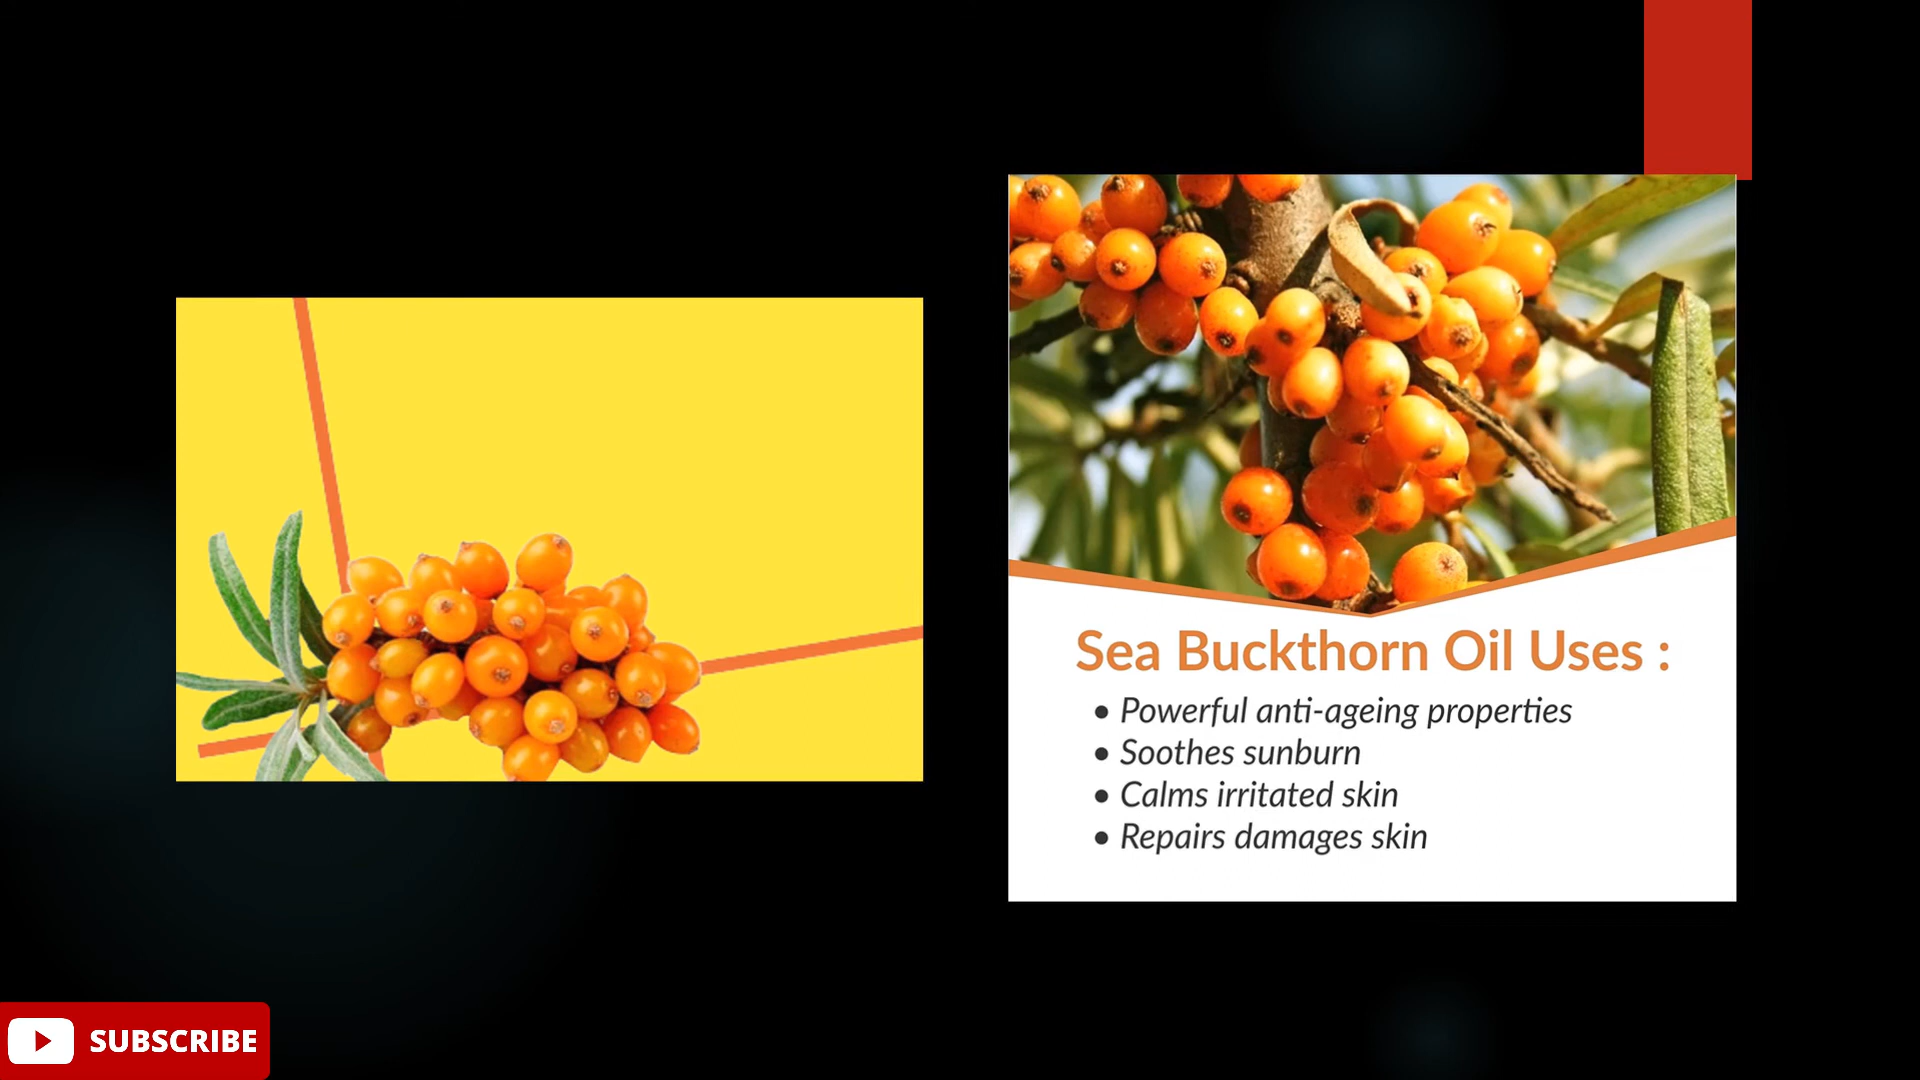 Sea Buckthorn Oil Uses :
• Powerful anti-ageing properties
• Soothes sunburn
• Calms irritated skin
• Repairs damages skin
SUBSCRIBE